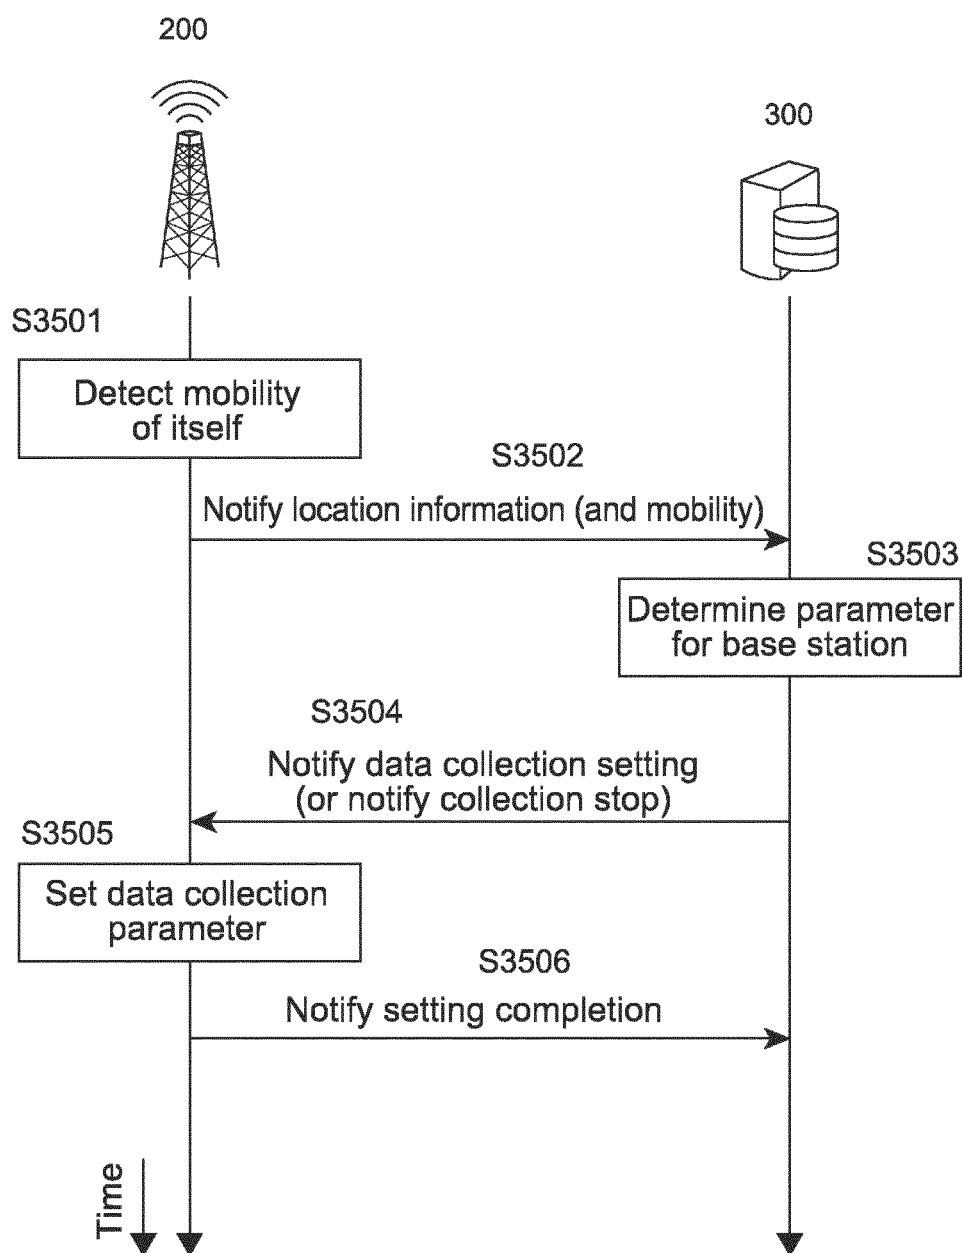 200
300
S3501
Detect mobility
of itself
S3502
Notify location information (and mobility)
S3503
Determine parameter
for base station
S3504
Notify data collection setting
(or notify collection stop)
S3505
Set data collection
parameter
S3506
Notify setting completion
Time